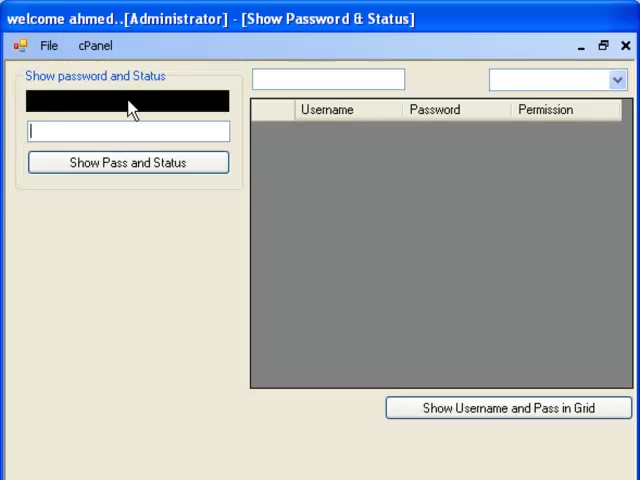 welcome ahmed..[Administrator] - [Show Password & Status]
File cPanel
Show password and Status
Show Pass and Status
Username Password Permission
Show Username and Pass in Grid